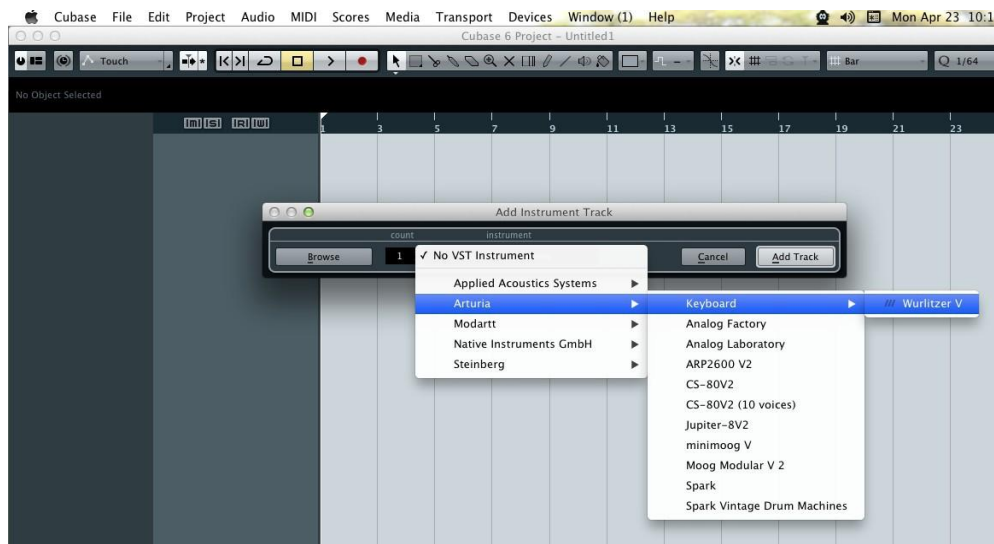 Cubase File Edit Project Audio MIDI Scores Media Transport Devices Window (1) Help Mon Apr 23 10:1
Cubase 6 Project – Untitled1
Touch Bar Q 1/64
No Object Selected
M S R W 1 3 5 7 9 11 13 15 17 19 21 23
Add Instrument Track
count instrument
Browse 1 ✓ No VST Instrument Cancel Add Track
Applied Acoustics Systems
Arturia Keyboard Wurlitzer V
Modartt Analog Factory
Native Instruments GmbH Analog Laboratory
Steinberg ARP2600 V2
CS-80V2
CS-80V2 (10 voices)
Jupiter-8V2
minimoog V
Moog Modular V 2
Spark
Spark Vintage Drum Machines